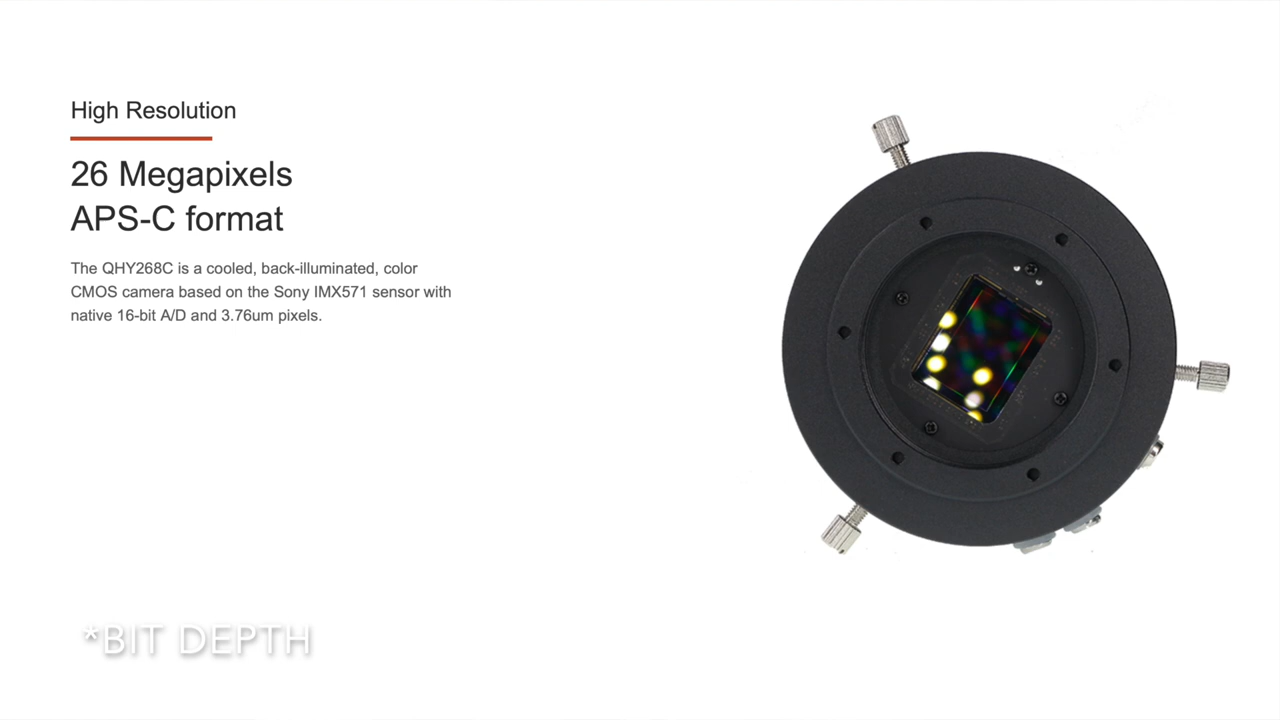 High Resolution
26 Megapixels
APS-C format
The QHY268C is a cooled, back-illuminated, color
CMOS camera based on the Sony IMX571 sensor with
native 16-bit A/D and 3.76um pixels.
*BIT DEPTH